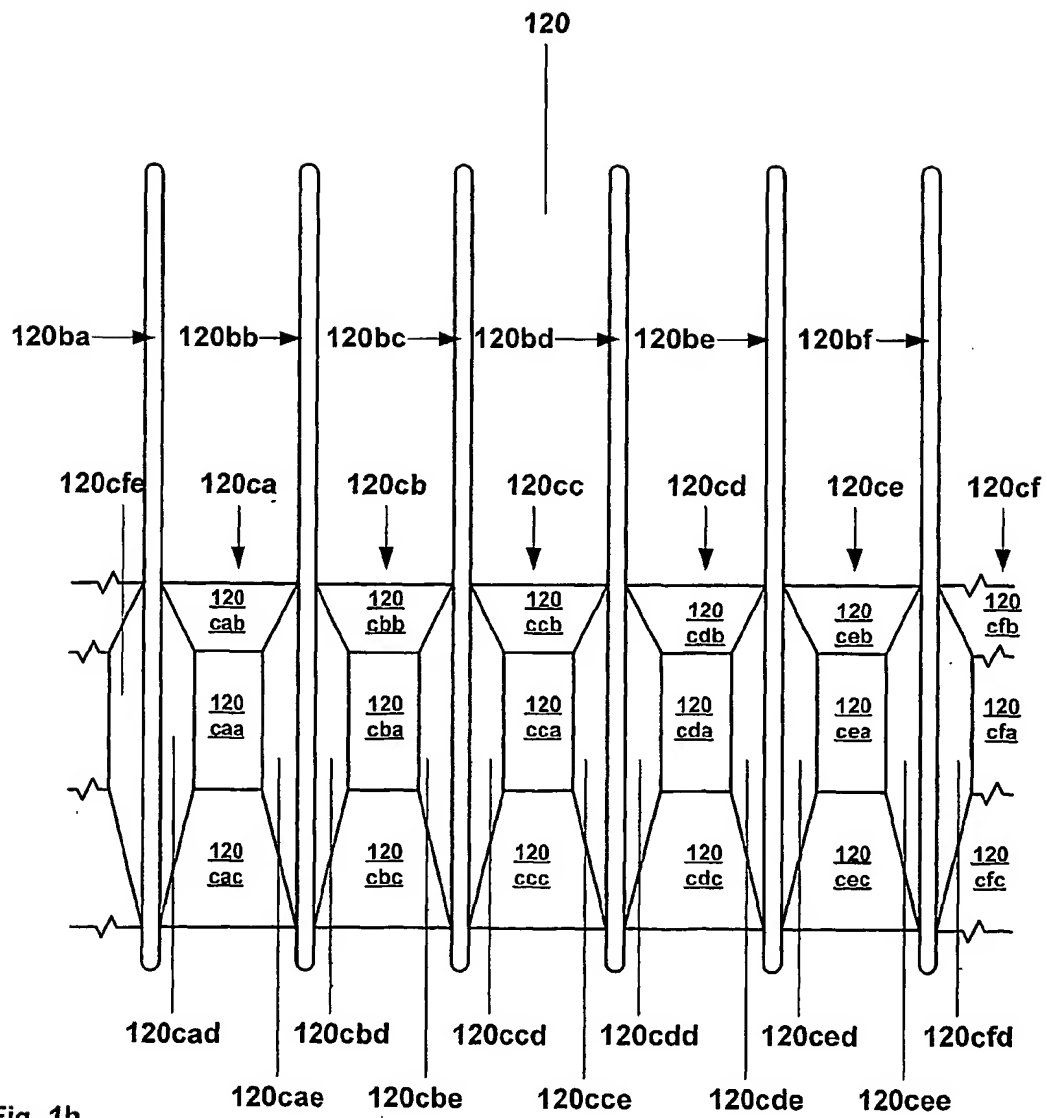 120
120ba 120bb 120bc 120bd 120be 120bf
120cfe 120ca 120cb 120cc 120cd 120ce 120cf
120 120 120 120 120 120
cab cbb ccb cdb ceb cfb
120 120 120 120 120 120
caa cba cca cda cea cfa
120 120 120 120 120 120
cac cbc ccc cdc cec cfc
120cad 120cbd 120ccd 120cdd 120ced 120cfd
120cae 120cbe 120cce 120cde 120cee
Fig. 1h